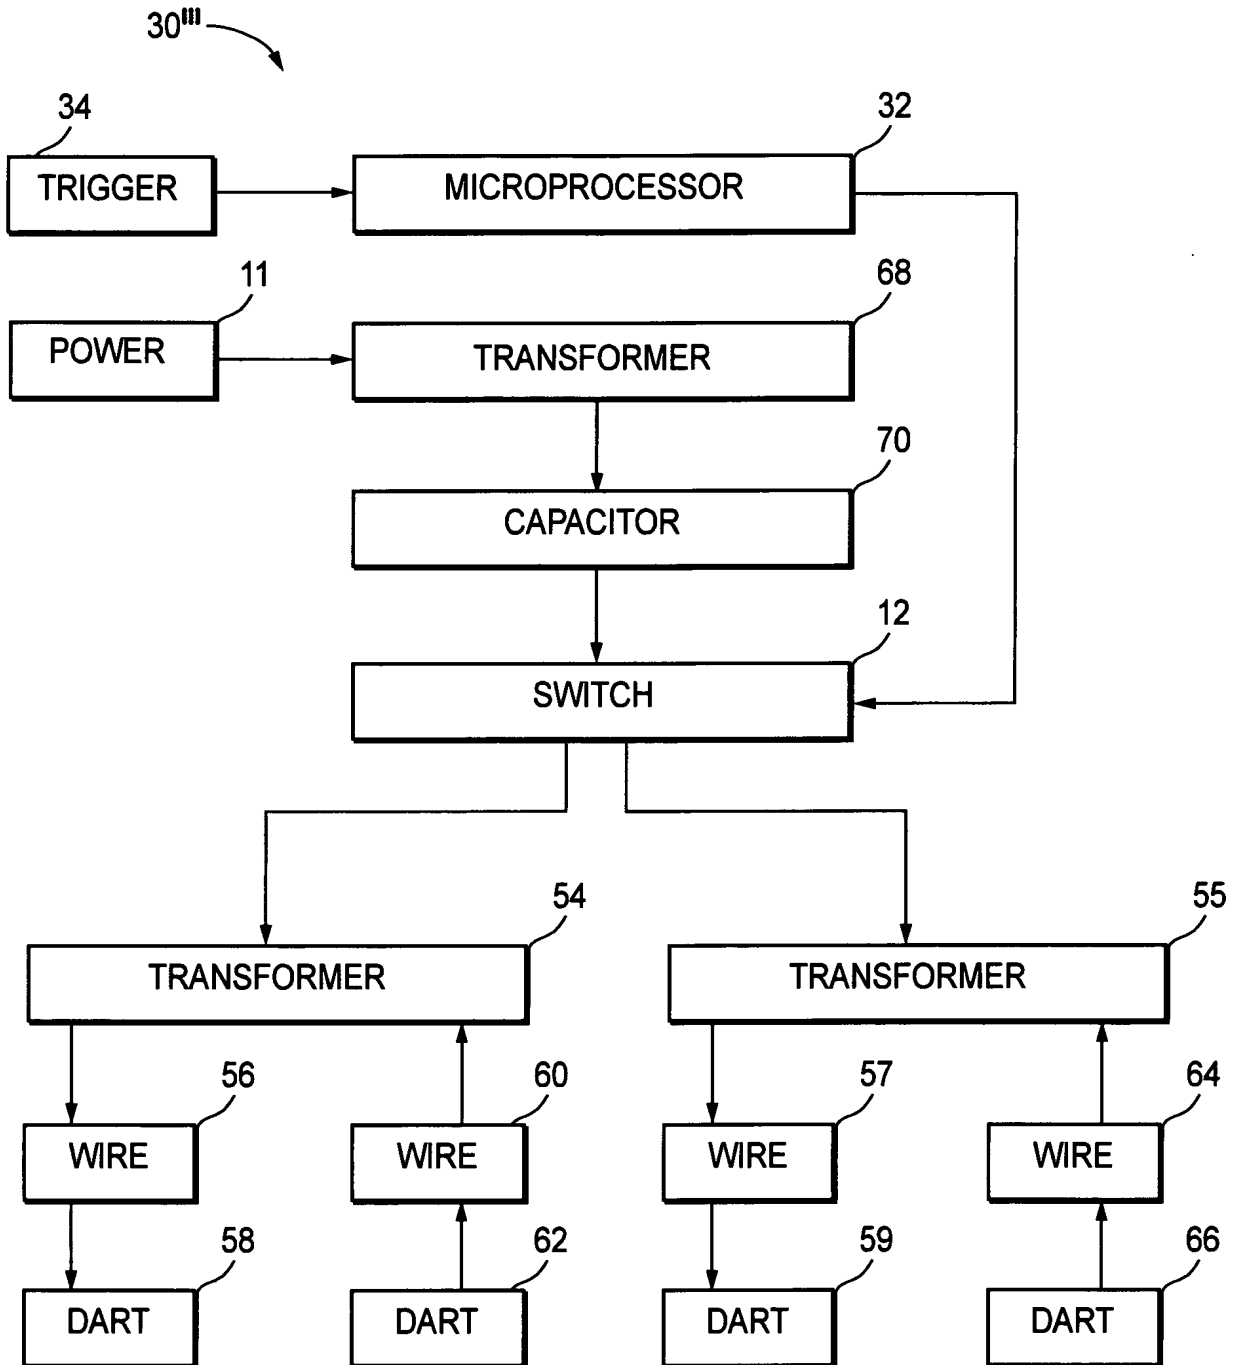 30'''
34
32
TRIGGER
MICROPROCESSOR
11
68
POWER
TRANSFORMER
70
CAPACITOR
12
SWITCH
54
55
TRANSFORMER
TRANSFORMER
56
60
57
64
WIRE
WIRE
WIRE
WIRE
58
62
59
66
DART
DART
DART
DART